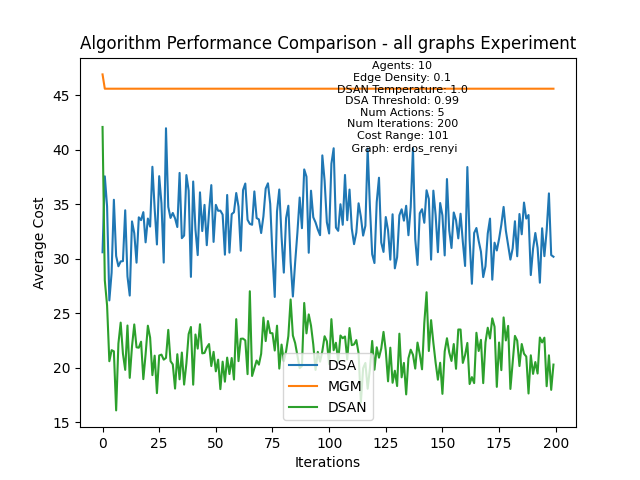 Algorithm Performance Comparison - all graphs Experiment
Agents: 10
Edge Density: 0.1
DSAN Temperature: 1.0
DSA Threshold: 0.99
Num Actions: 5
Num Iterations: 200
Cost Range: 101
Graph: erdos_renyi
45
40
35
30
25
20
15
Average Cost
DSA
MGM
DSAN
0
25
50
75
100
125
150
175
200
Iterations